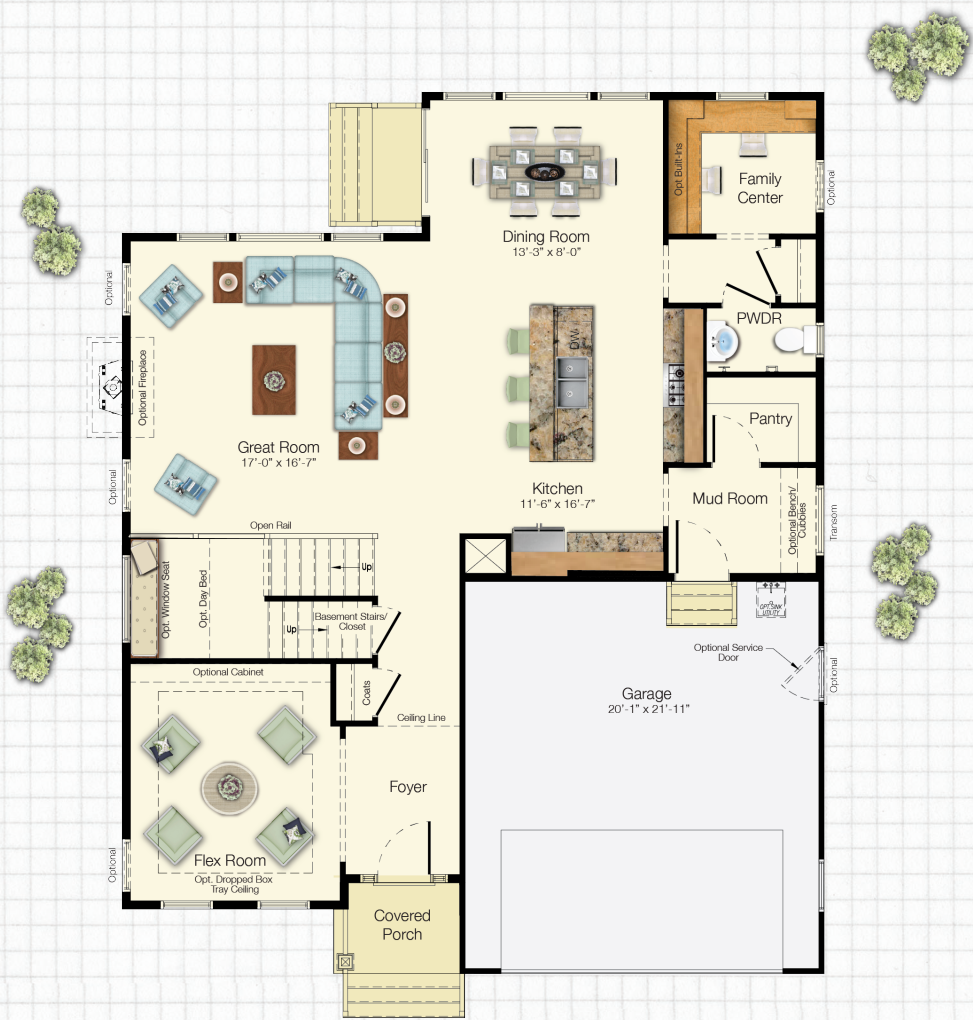 Opt Built-Ins
Family
Center
Optional
Dining Room
13'-3" x 8'-0"
Optional
PWDR
DW
Optional Fireplace
Pantry
Great Room
17'-0" x 16'-7"
Optional
Kitchen
11'-6" x 16'-7"
Mud Room
Optional Bench/
Cubbies
Transom
Open Rail
Up
Opt. Window Seat
Opt. Day Bed
Up
Basement Stairs/
Closet
OPT. SINK
UTILITY
Optional Service
Door
Optional
Optional Cabinet
Coats
Ceiling Line
Garage
20'-1" x 21'-11"
Foyer
Optional
Flex Room
Opt. Dropped Box
Tray Ceiling
Covered
Porch